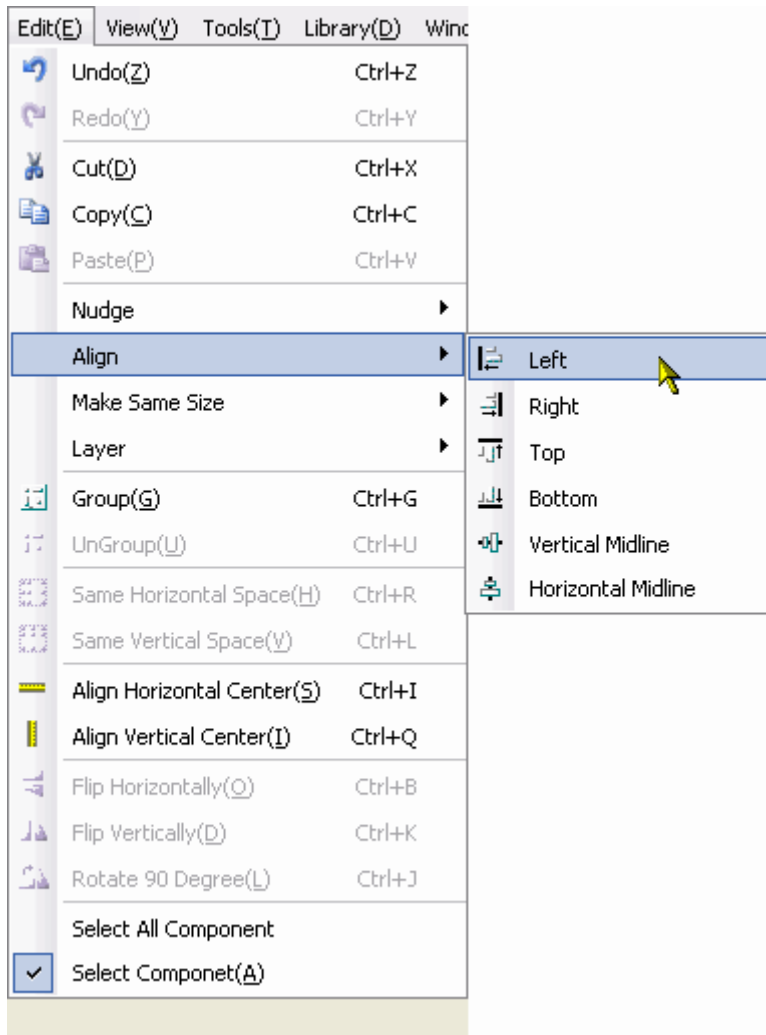 Edit(E) View(V) Tools(T) Library(D) Wind
Undo(Z) Ctrl+Z
Redo(Y) Ctrl+Y
Cut(D) Ctrl+X
Copy(C) Ctrl+C
Paste(P) Ctrl+V
Nudge
Align
Make Same Size
Layer
Group(G) Ctrl+G
UnGroup(U) Ctrl+U
Same Horizontal Space(H) Ctrl+R
Same Vertical Space(V) Ctrl+L
Align Horizontal Center(S) Ctrl+I
Align Vertical Center(I) Ctrl+Q
Flip Horizontally(O) Ctrl+B
Flip Vertically(D) Ctrl+K
Rotate 90 Degree(L) Ctrl+J
Select All Component
Select Componet(A)
Left
Right
Top
Bottom
Vertical Midline
Horizontal Midline